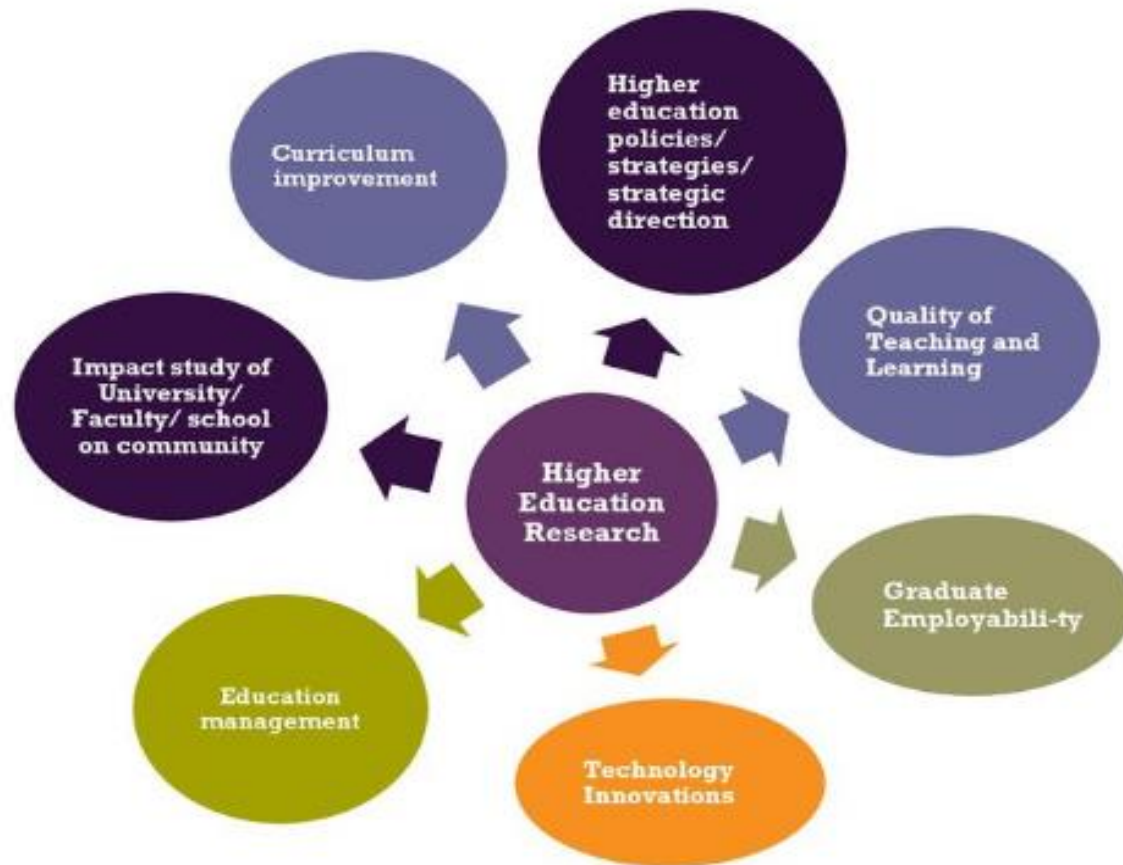 Higher
education
policies/
strategies/
strategic
direction
Curriculum
improvement
Quality of
Teaching and
Learning
Impact study of
University/
Faculty/ school
on community
Higher
Education
Research
Graduate
Employabili-ty
Education
management
Technology
Innovations